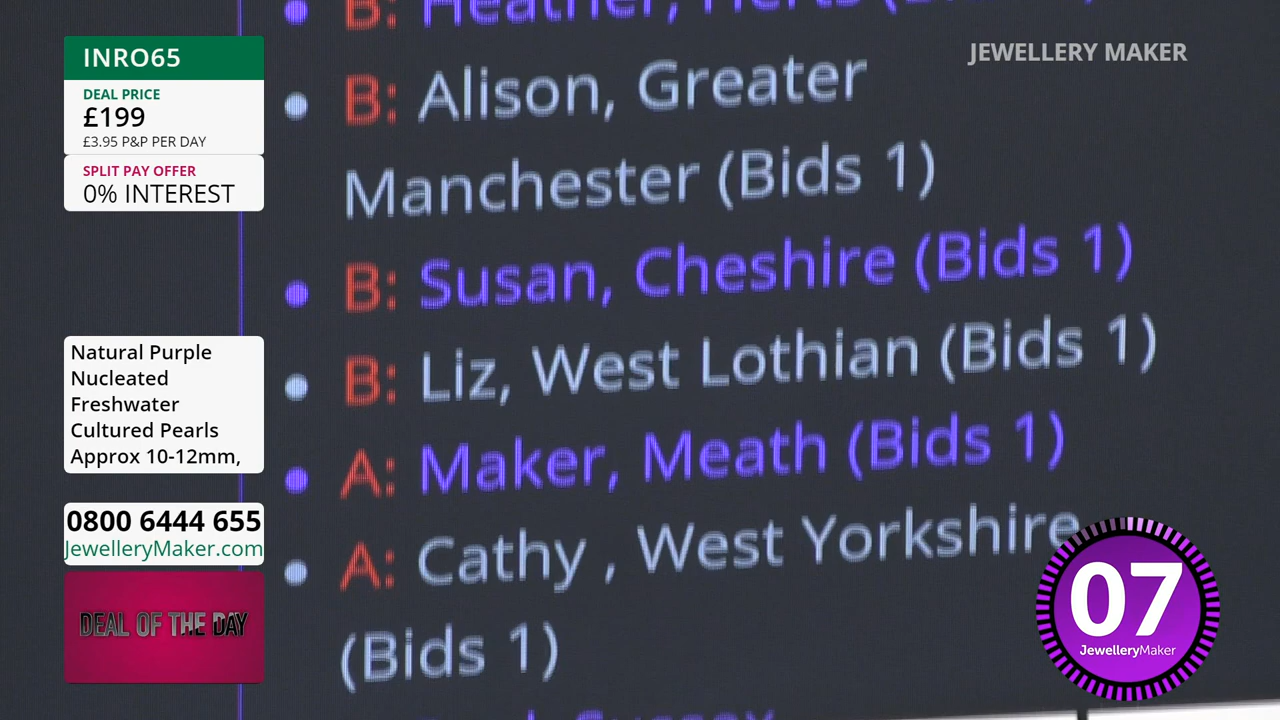 INRO65
DEAL PRICE
£199
£3.95 P&P PER DAY
SPLIT PAY OFFER
0% INTEREST
Natural Purple
Nucleated
Freshwater
Cultured Pearls
Approx 10-12mm,
0800 6444 655
JewelleryMaker.com
DEAL OF THE DAY
JEWELLERY MAKER
B: Heather, Herts
B: Alison, Greater
Manchester (Bids 1)
B: Susan, Cheshire (Bids 1)
B: Liz, West Lothian (Bids 1)
A: Maker, Meath (Bids 1)
A: Cathy , West Yorkshire
(Bids 1)
07
JewelleryMaker